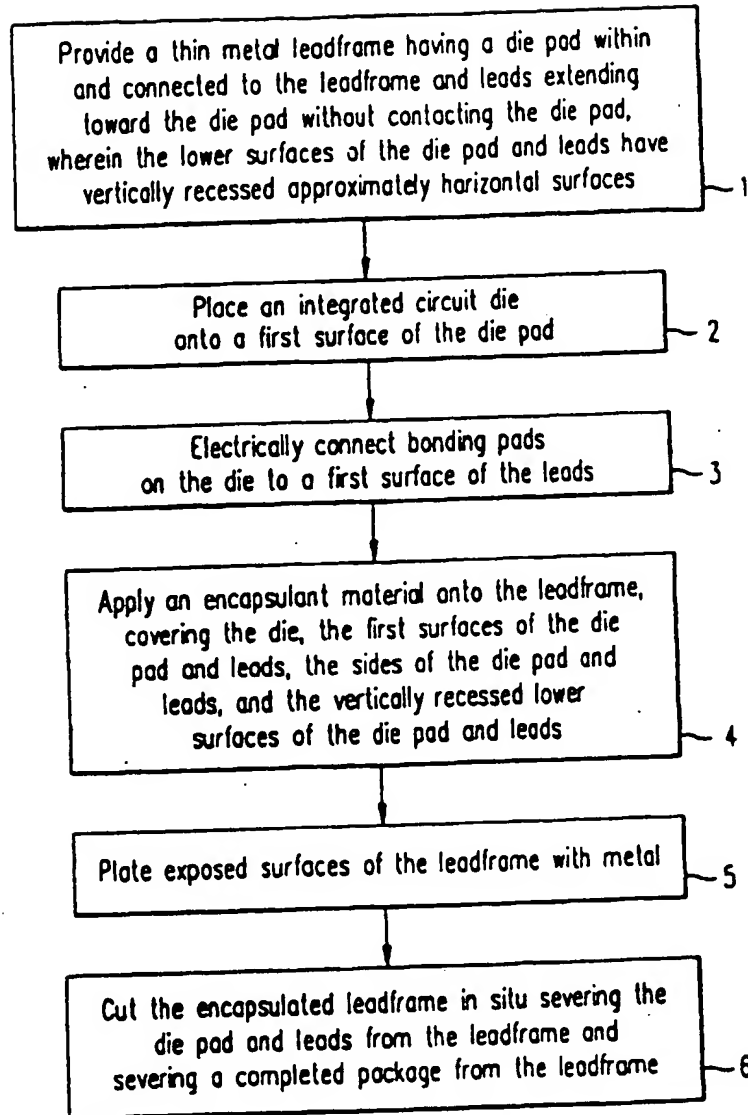 Provide a thin metal leadframe having a die pad within
and connected to the leadframe and leads extending
toward the die pad without contacting the die pad,
wherein the lower surfaces of the die pad and leads have
vertically recessed approximately horizontal surfaces
1
Place an integrated circuit die
onto a first surface of the die pad
2
Electrically connect bonding pads
on the die to a first surface of the leads
3
Apply an encapsulant material onto the leadframe,
covering the die, the first surfaces of the die
pad and leads, the sides of the die pad and
leads, and the vertically recessed lower
surfaces of the die pad and leads
4
Plate exposed surfaces of the leadframe with metal
5
Cut the encapsulated leadframe in situ severing the
die pad and leads from the leadframe and
severing a completed package from the leadframe
6